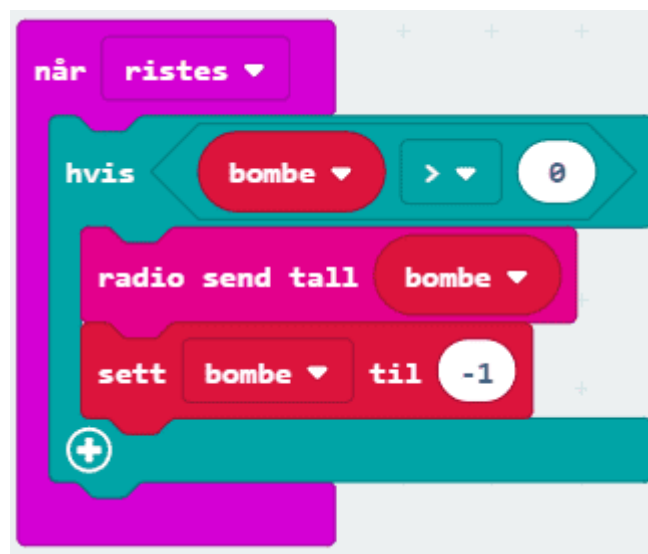 når ristes
hvis bombe > 0
radio send tall bombe
sett bombe til -1